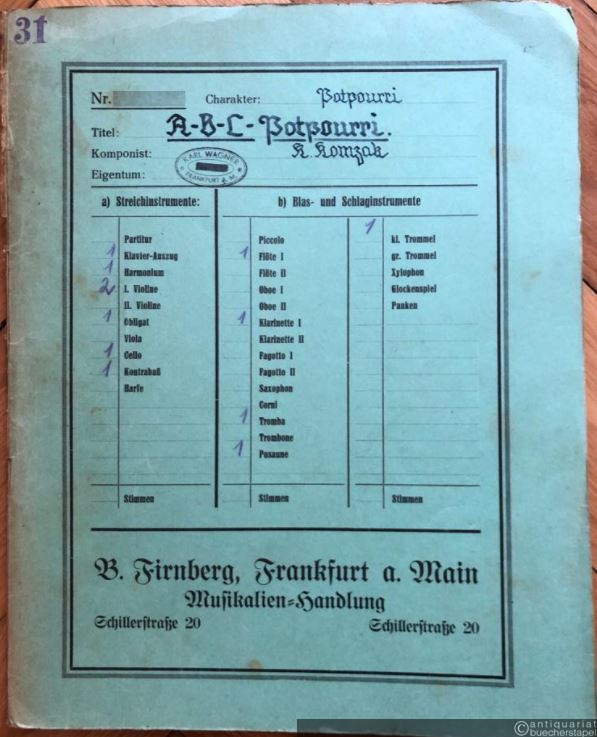 31
Nr. Charakter: Potpourri
Titel: A-B-C-Potpourri.
Komponist: K Komzak
Eigentum: KARL WAGNER FRANKFURT A. M.
a) Streichinstrumente:
b) Blas- und Schlaginstrumente
Partitur
1 Klavier-Auszug
1 Harmonium
2 I. Violine
II. Violine
1 Obligat
Viola
1 Cello
1 Kontrabaß
Harfe
Stimmen
Piccolo
1 Flöte I
Flöte II
Oboe I
Oboe II
1 Klarinette I
Klarinette II
Fagotto I
Fagotto II
Saxophon
Corni
1 Tromba
Trombone
1 Posaune
Stimmen
1
kl. Trommel
gr. Trommel
Xylophon
Glockenspiel
Pauken
Stimmen
B. Firnberg, Frankfurt a. Main
Musikalien-Handlung
Schillerstraße 20 Schillerstraße 20
©antiquariat
buecherstapel